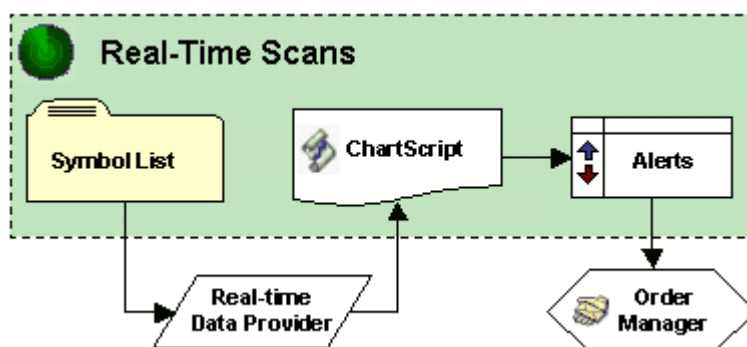 Real-Time Scans
Symbol List
ChartScript
Alerts
Real-time
Data Provider
Order
Manager